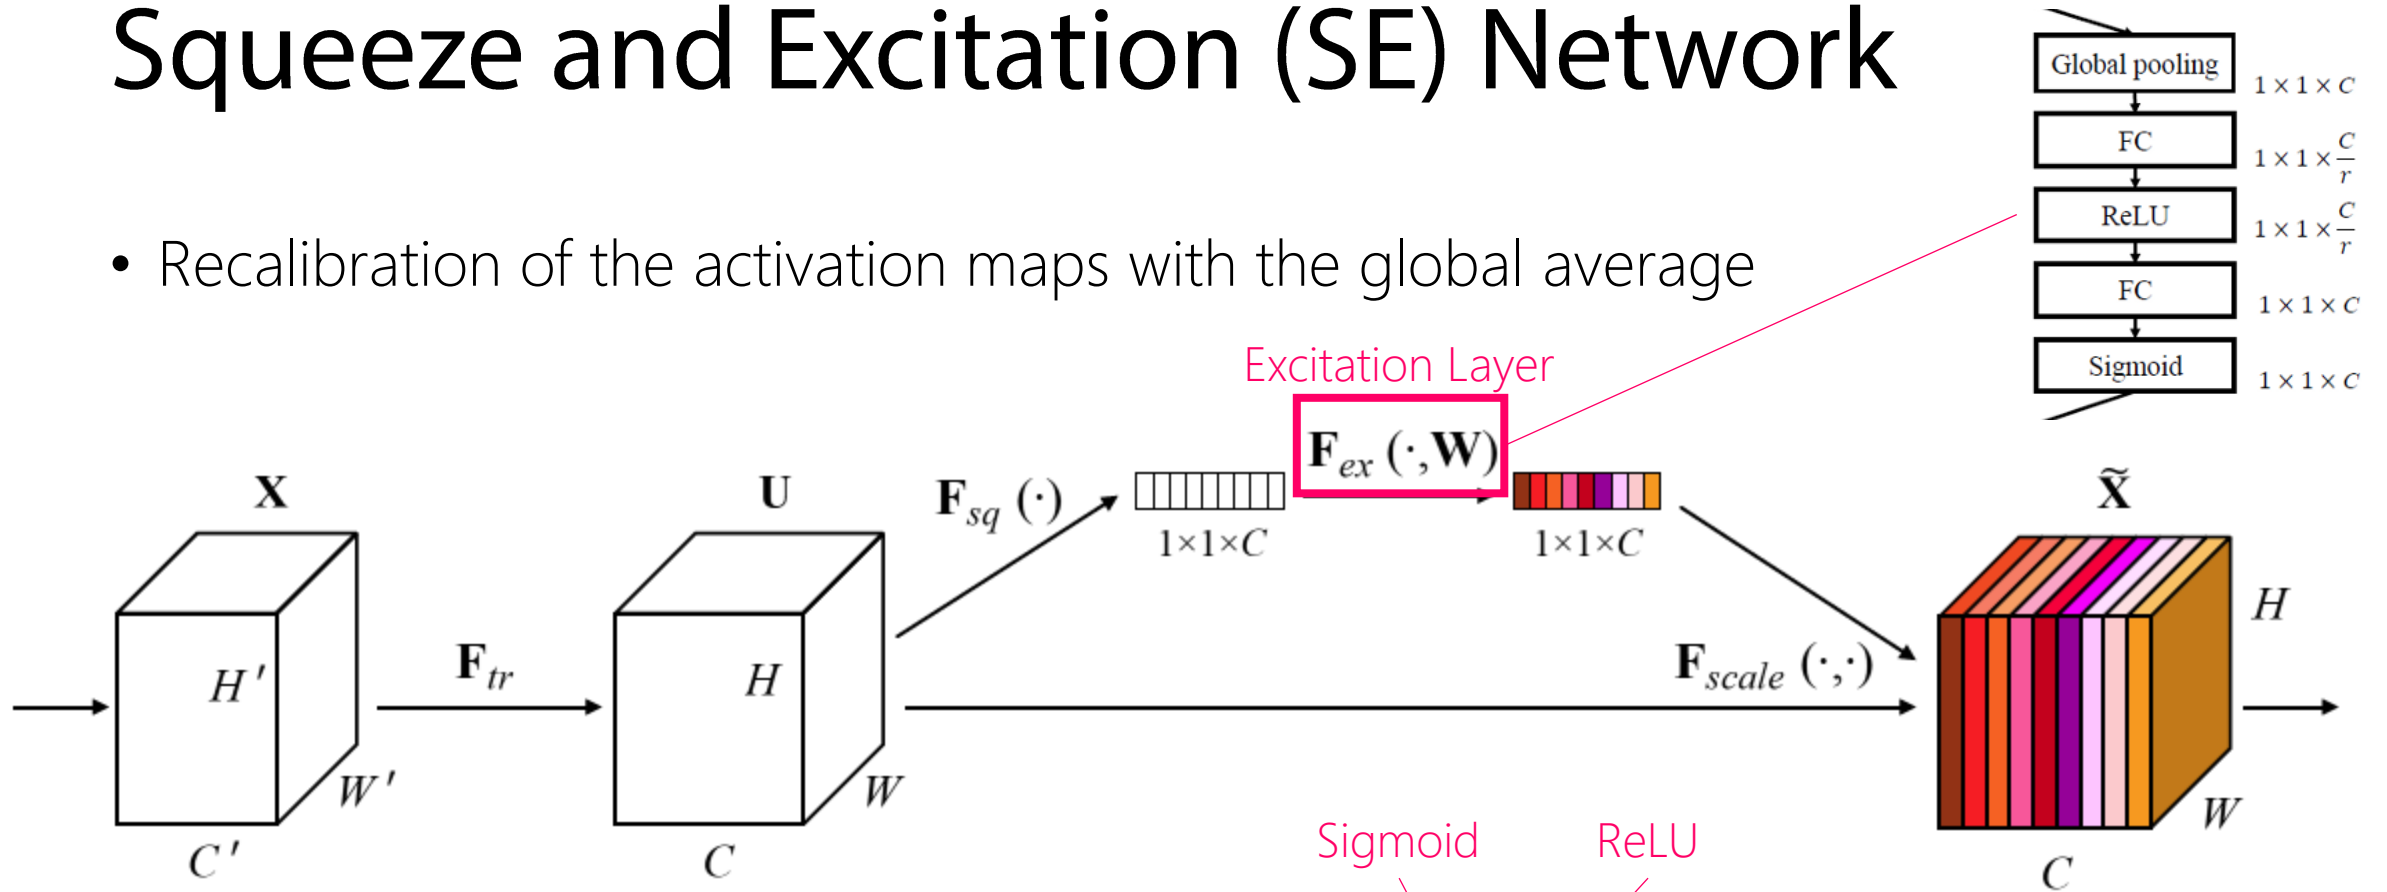 Squeeze and Excitation (SE) Network
Global pooling
1 × 1 × C
FC
1 × 1 × C/r
ReLU
1 × 1 × C/r
FC
1 × 1 × C
Sigmoid
1 × 1 × C
• Recalibration of the activation maps with the global average
Excitation Layer
F_ex (·,W)
X
U
F_sq (·)
1×1×C
1×1×C
X̃
H
H′
F_tr
H
F_scale (·,·)
W′
W
W
C′
C
C
Sigmoid
ReLU